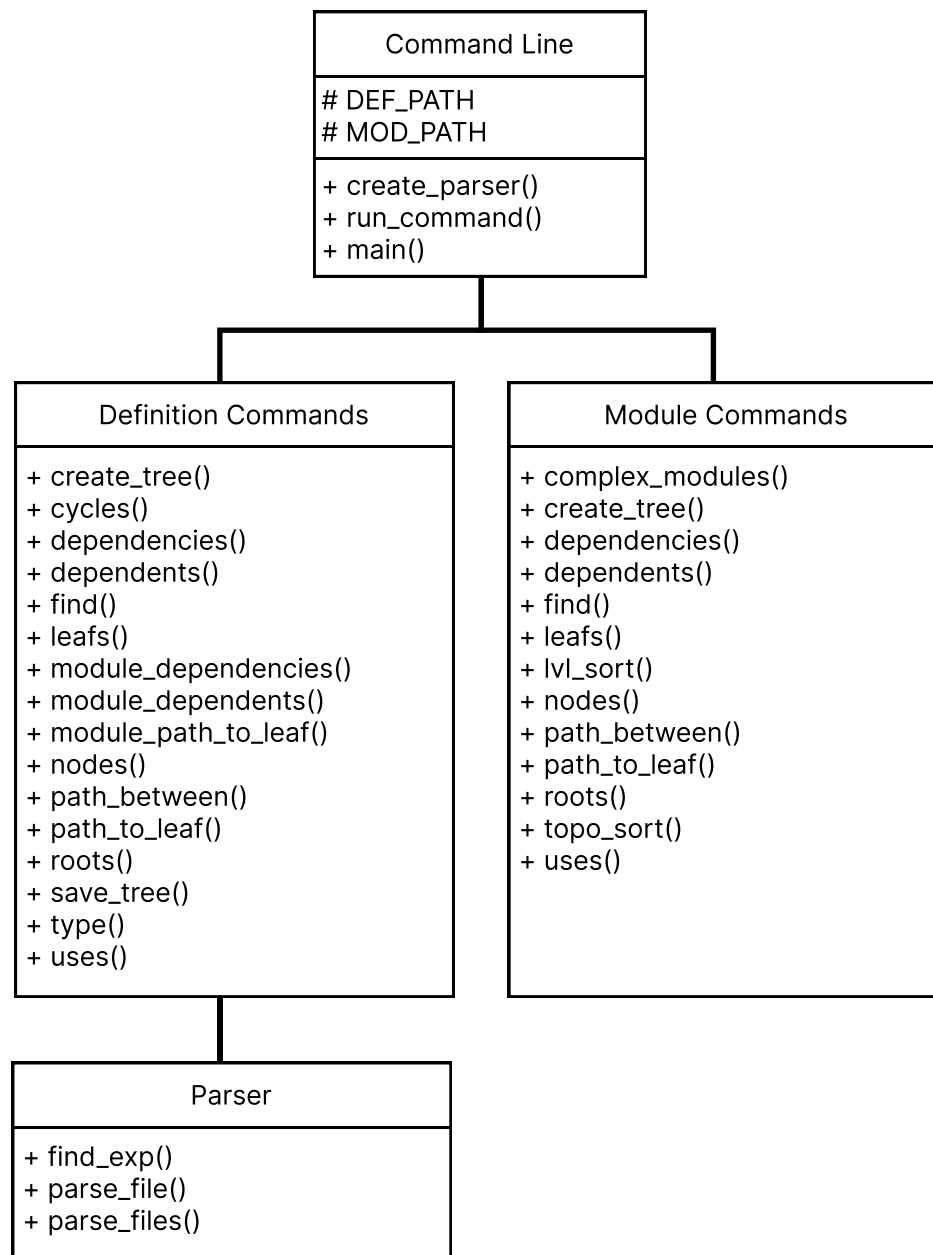 Command Line
# DEF_PATH
# MOD_PATH
+ create_parser()
+ run_command()
+ main()
Definition Commands
+ create_tree()
+ cycles()
+ dependencies()
+ dependents()
+ find()
+ leafs()
+ module_dependencies()
+ module_dependents()
+ module_path_to_leaf()
+ nodes()
+ path_between()
+ path_to_leaf()
+ roots()
+ save_tree()
+ type()
+ uses()
Module Commands
+ complex_modules()
+ create_tree()
+ dependencies()
+ dependents()
+ find()
+ leafs()
+ lvl_sort()
+ nodes()
+ path_between()
+ path_to_leaf()
+ roots()
+ topo_sort()
+ uses()
Parser
+ find_exp()
+ parse_file()
+ parse_files()